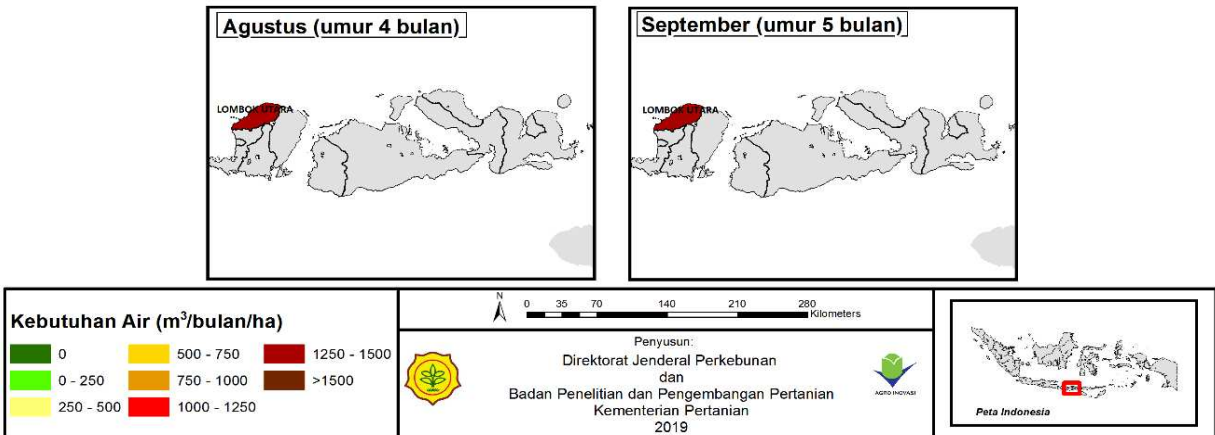 Agustus (umur 4 bulan)
LOMBOK UTARA
September (umur 5 bulan)
LOMBOK UTARA
Kebutuhan Air (m³/bulan/ha)
0
0 - 250
250 - 500
500 - 750
750 - 1000
1000 - 1250
1250 - 1500
>1500
N
0 35 70 140 210 280
Kilometers
Penyusun:
Direktorat Jenderal Perkebunan
dan
Badan Penelitian dan Pengembangan Pertanian
Kementerian Pertanian
2019
AGRO INOVASI
Peta Indonesia